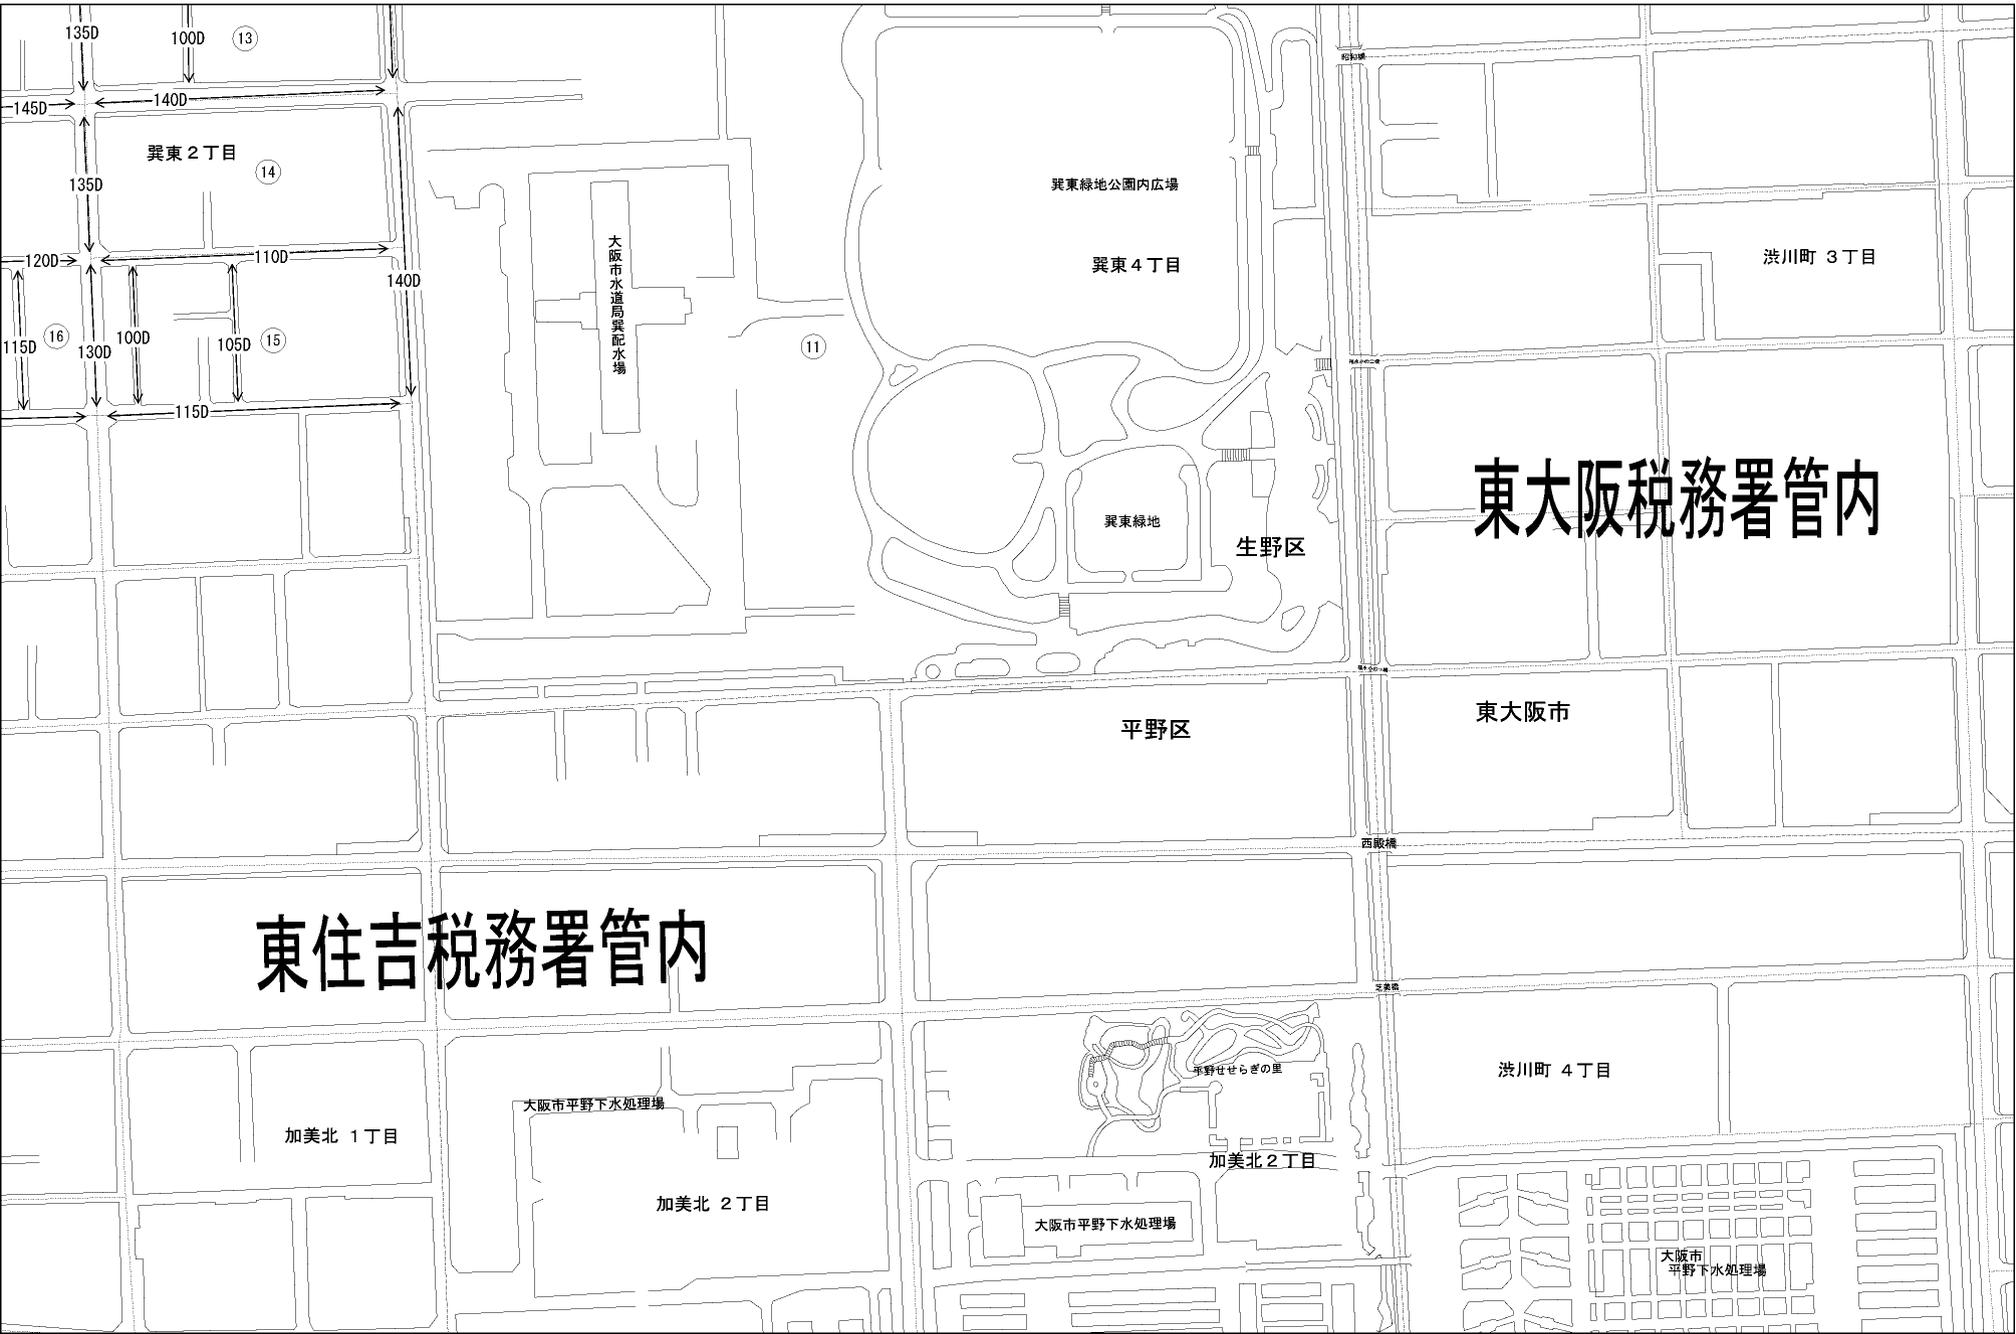 135D
100D
⑬
145D
140D
巽東２丁目
⑭
135D
120D
110D
140D
115D
⑯
130D
100D
105D
⑮
115D
大阪市水道局巽配水場
⑪
巽東緑地公園内広場
巽東４丁目
昭和橋
渋川町 ３丁目
巽東緑地
生野区
東大阪税務署管内
平野区
東大阪市
西殿橋
東住吉税務署管内
芝美橋
平野せせらぎの里
渋川町 ４丁目
大阪市平野下水処理場
加美北 １丁目
加美北２丁目
加美北 ２丁目
大阪市平野下水処理場
大阪市
平野下水処理場